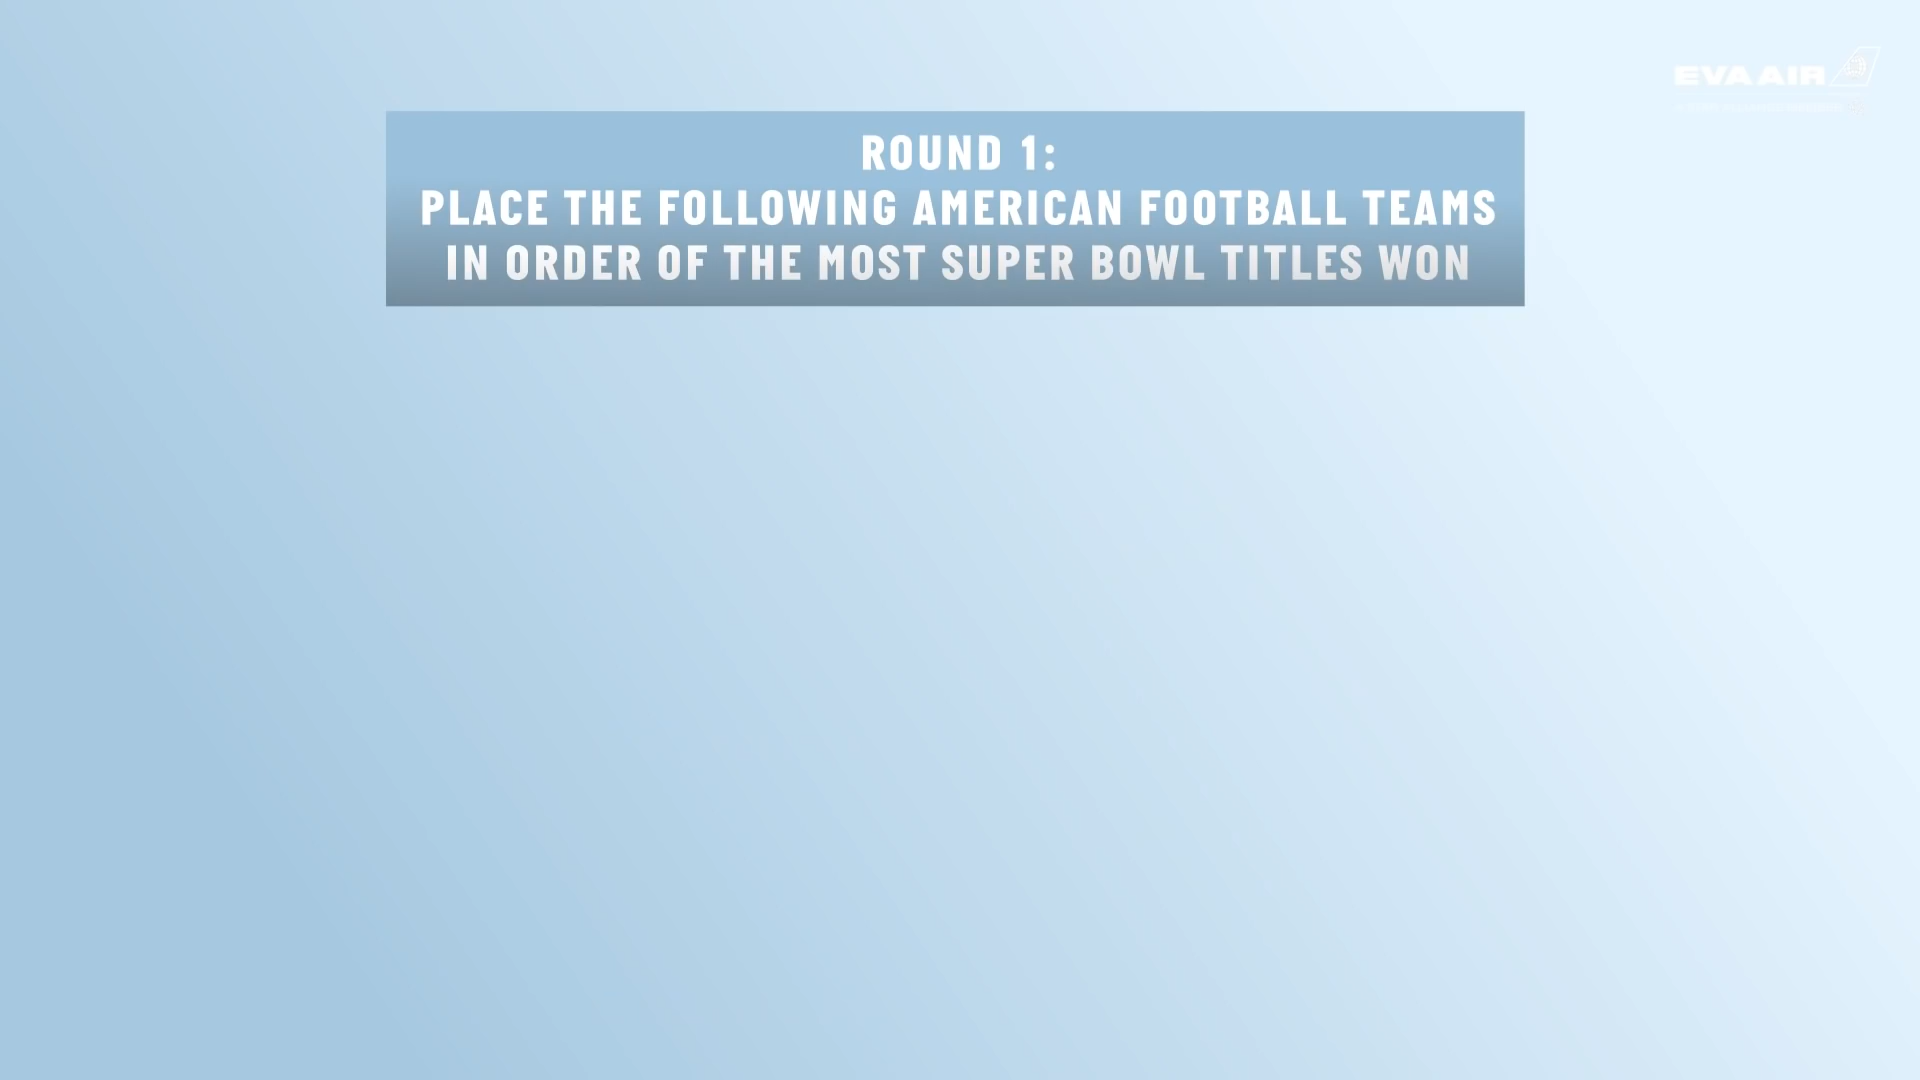 EVA AIR
ROUND 1:
PLACE THE FOLLOWING AMERICAN FOOTBALL TEAMS
IN ORDER OF THE MOST SUPER BOWL TITLES WON